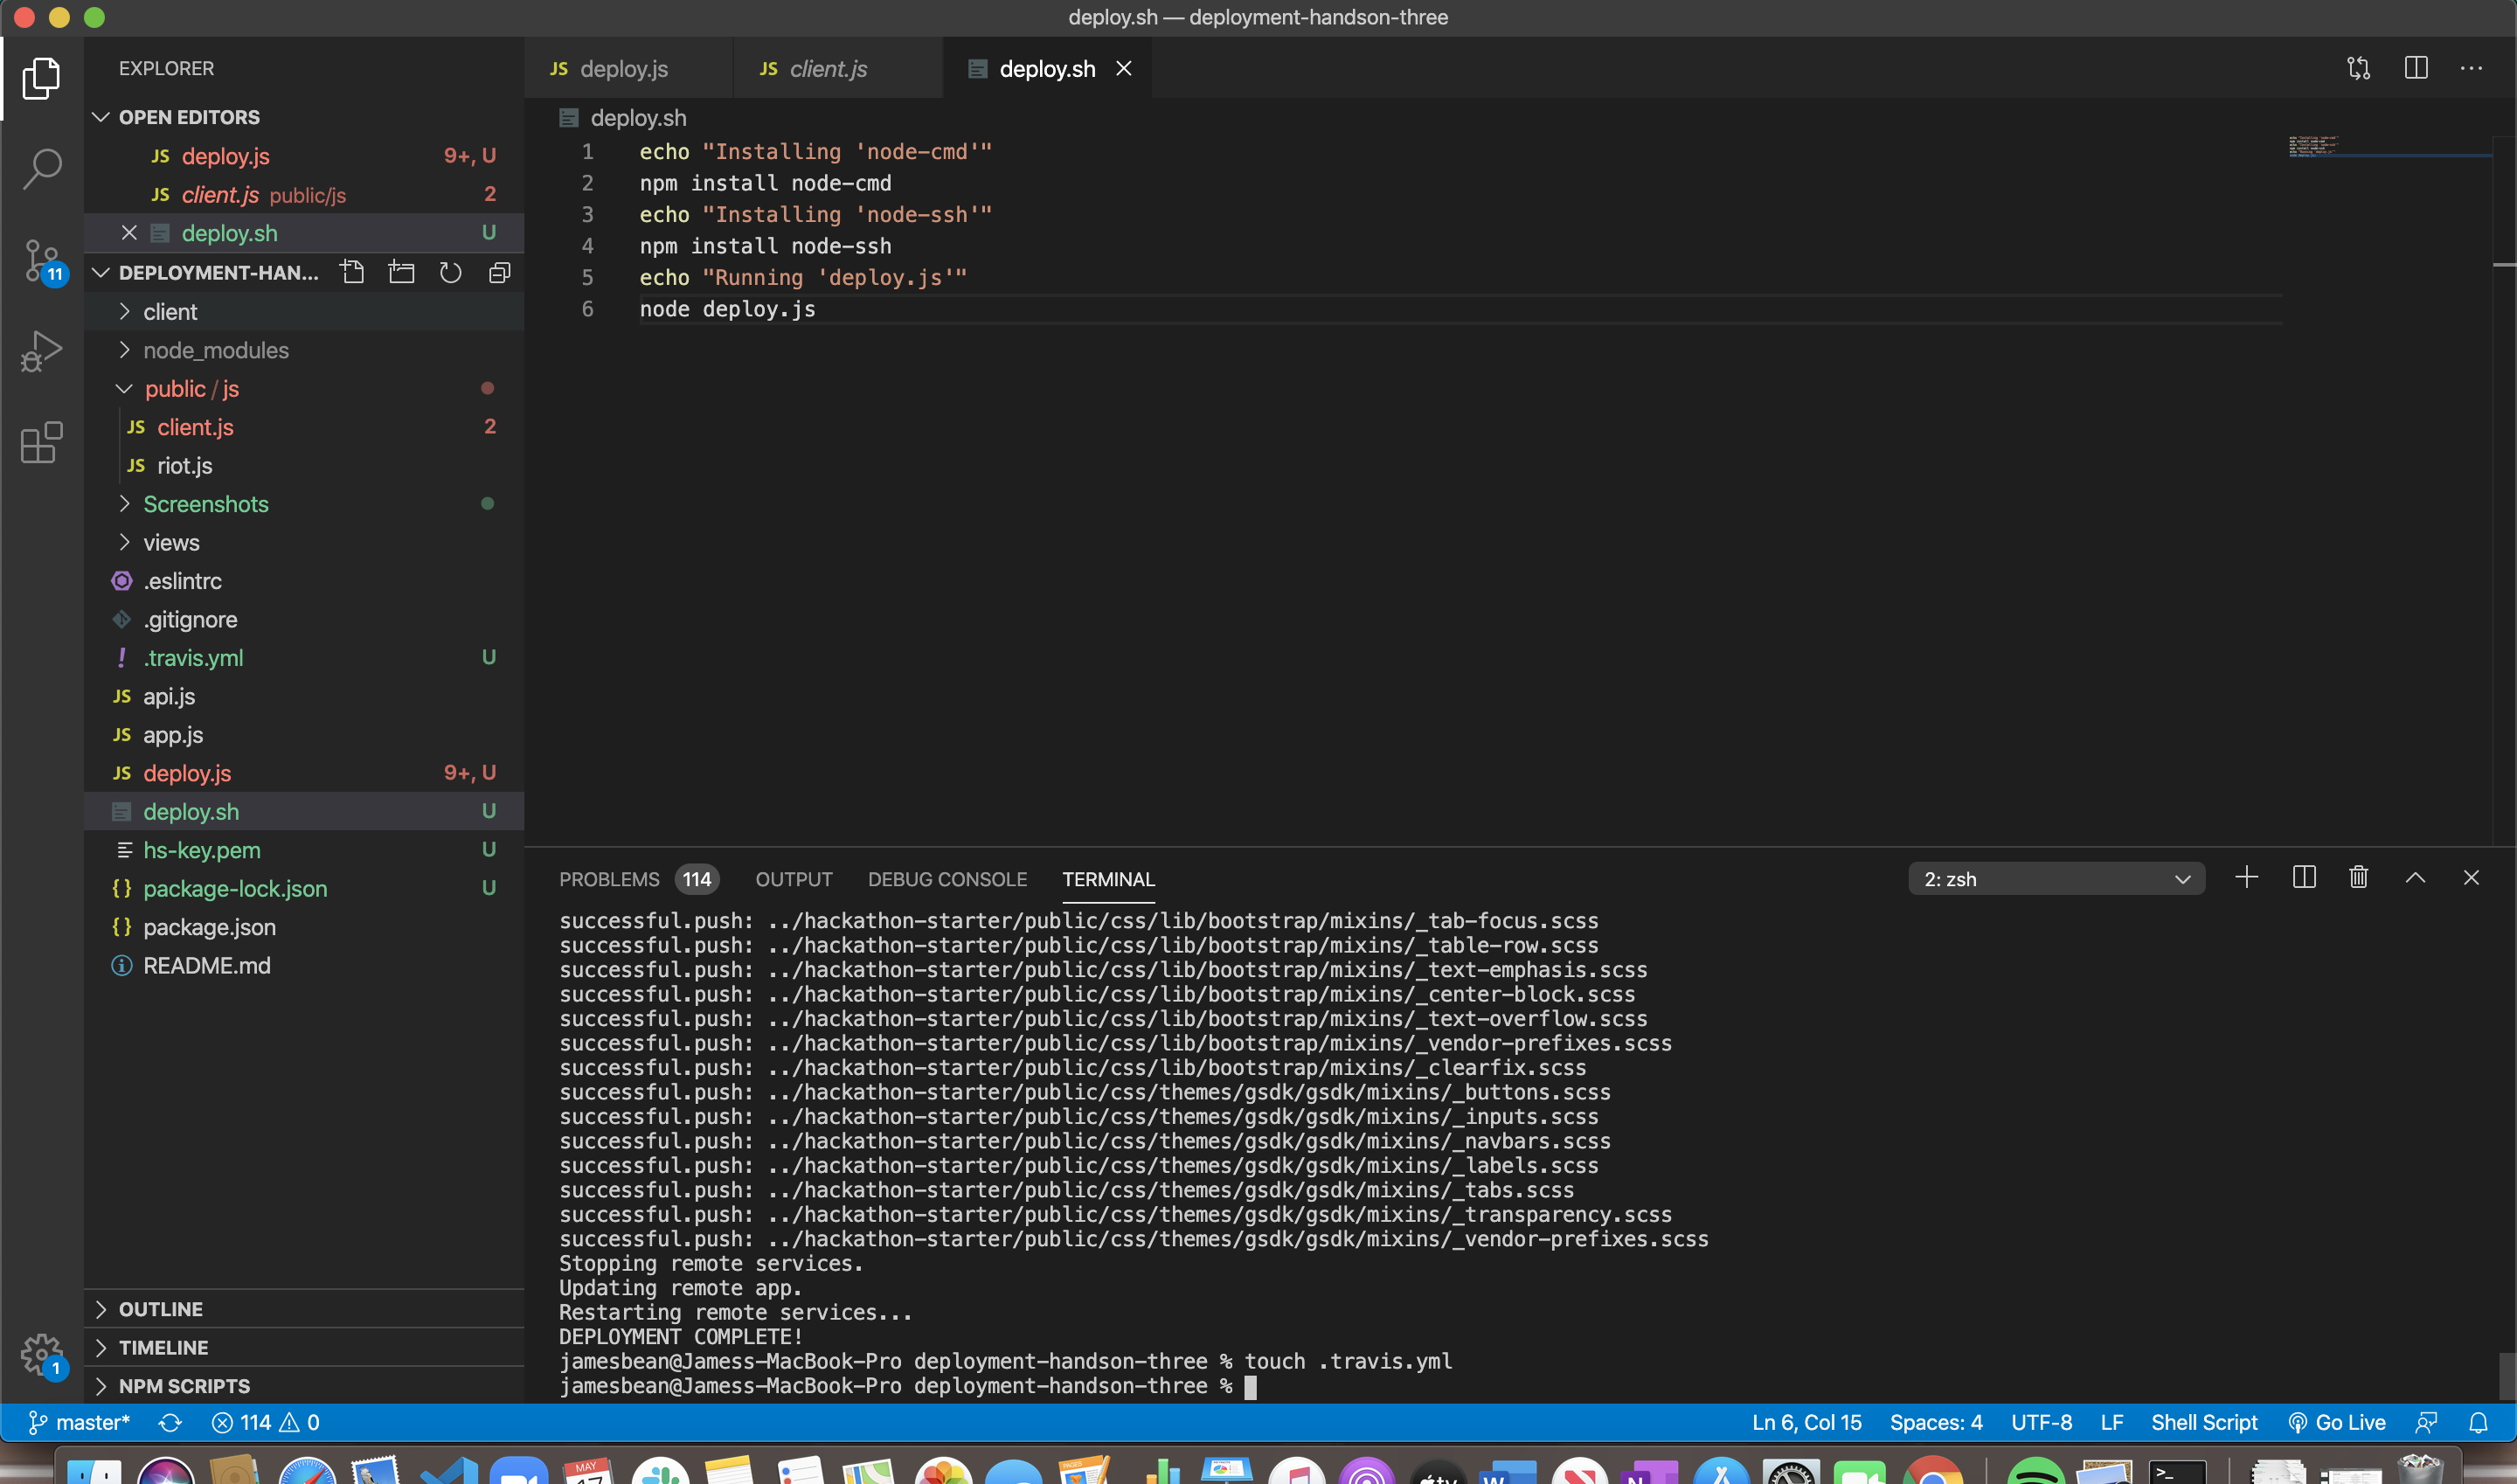 deploy.sh — deployment-handson-three
EXPLORER
OPEN EDITORS
JS deploy.js 9+, U
JS client.js public/js 2
deploy.sh U
DEPLOYMENT-HAN...
client
node_modules
public / js
JS client.js 2
JS riot.js
Screenshots
views
.eslintrc
.gitignore
! .travis.yml U
JS api.js
JS app.js
JS deploy.js 9+, U
deploy.sh U
hs-key.pem U
{} package-lock.json U
{} package.json
README.md
OUTLINE
TIMELINE
NPM SCRIPTS
11
1
JS deploy.js
JS client.js
deploy.sh
deploy.sh
1 echo "Installing 'node-cmd'"
2 npm install node-cmd
3 echo "Installing 'node-ssh'"
4 npm install node-ssh
5 echo "Running 'deploy.js'"
6 node deploy.js
PROBLEMS 114 OUTPUT DEBUG CONSOLE TERMINAL 2: zsh
successful.push: ../hackathon-starter/public/css/lib/bootstrap/mixins/_tab-focus.scss
successful.push: ../hackathon-starter/public/css/lib/bootstrap/mixins/_table-row.scss
successful.push: ../hackathon-starter/public/css/lib/bootstrap/mixins/_text-emphasis.scss
successful.push: ../hackathon-starter/public/css/lib/bootstrap/mixins/_center-block.scss
successful.push: ../hackathon-starter/public/css/lib/bootstrap/mixins/_text-overflow.scss
successful.push: ../hackathon-starter/public/css/lib/bootstrap/mixins/_vendor-prefixes.scss
successful.push: ../hackathon-starter/public/css/lib/bootstrap/mixins/_clearfix.scss
successful.push: ../hackathon-starter/public/css/themes/gsdk/gsdk/mixins/_buttons.scss
successful.push: ../hackathon-starter/public/css/themes/gsdk/gsdk/mixins/_inputs.scss
successful.push: ../hackathon-starter/public/css/themes/gsdk/gsdk/mixins/_navbars.scss
successful.push: ../hackathon-starter/public/css/themes/gsdk/gsdk/mixins/_labels.scss
successful.push: ../hackathon-starter/public/css/themes/gsdk/gsdk/mixins/_tabs.scss
successful.push: ../hackathon-starter/public/css/themes/gsdk/gsdk/mixins/_transparency.scss
successful.push: ../hackathon-starter/public/css/themes/gsdk/gsdk/mixins/_vendor-prefixes.scss
Stopping remote services.
Updating remote app.
Restarting remote services...
DEPLOYMENT COMPLETE!
jamesbean@Jamess-MacBook-Pro deployment-handson-three % touch .travis.yml
jamesbean@Jamess-MacBook-Pro deployment-handson-three %
master* 114 0 Ln 6, Col 15 Spaces: 4 UTF-8 LF Shell Script Go Live
MAY
PAGES